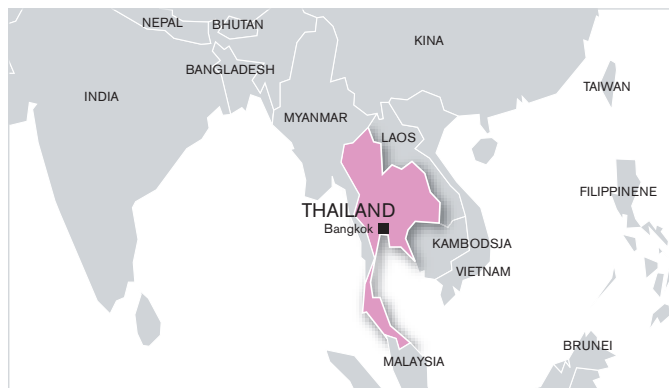 NEPAL
BHUTAN
KINA
BANGLADESH
INDIA
TAIWAN
MYANMAR
LAOS
FILIPPINENE
THAILAND
Bangkok
KAMBODSJA
VIETNAM
BRUNEI
MALAYSIA